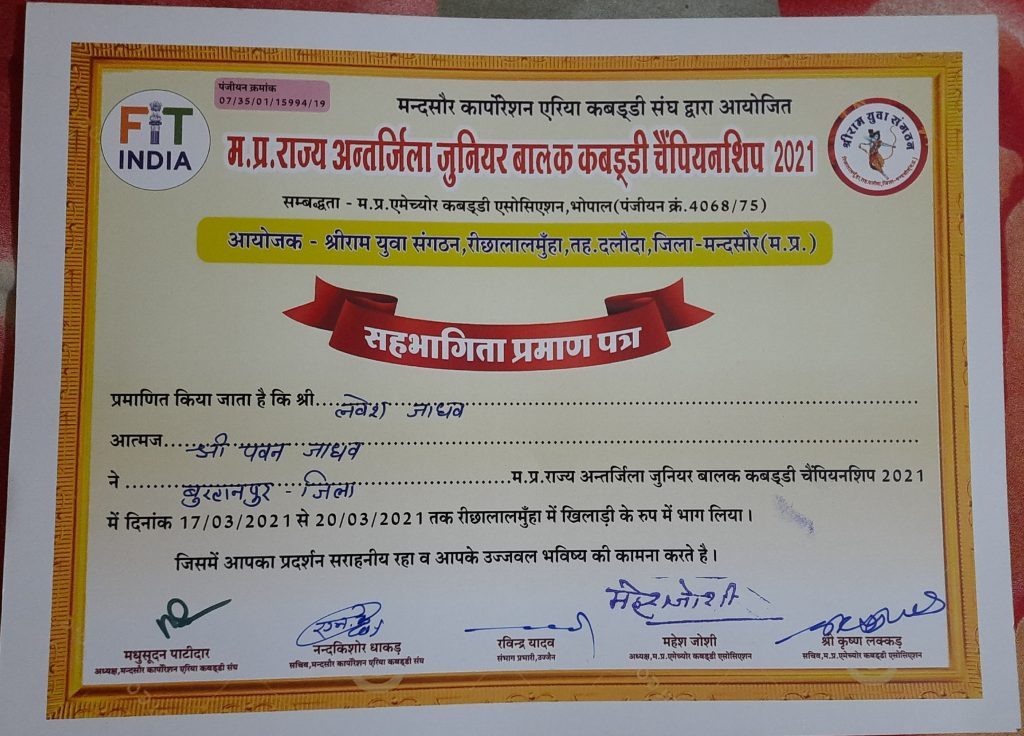 FIT
INDIA
पंजीयन क्रमांक
07/35/01/15994/19
मन्दसौर कार्पोरेशन एरिया कबड्डी संघ द्वारा आयोजित
म.प्र.राज्य अन्तर्जिला जुनियर बालक कबड्डी चैंपियनशिप 2021
श्रीराम युवा संगठन
सम्बद्धता - म.प्र.एमेच्योर कबड्डी एसोसिएशन,भोपाल(पंजीयन क्रं.4068/75)
आयोजक - श्रीराम युवा संगठन,रीछालालमुँहा,तह.दलौदा,जिला-मन्दसौर(म.प्र.)
सहभागिता प्रमाण पत्र
प्रमाणित किया जाता है कि श्री... लवेश जाधव
आत्मज... श्री पवन जाधव
ने ... बुरहानपुर - जिला ...म.प्र.राज्य अन्तर्जिला जुनियर बालक कबड्डी चैंपियनशिप 2021
में दिनांक 17/03/2021 से 20/03/2021 तक रीछालालमुँहा में खिलाड़ी के रुप में भाग लिया।
जिसमें आपका प्रदर्शन सराहनीय रहा व आपके उज्जवल भविष्य की कामना करते है।
महेश जोशी
मधुसूदन पाटीदार
अध्यक्ष,मन्दसौर कार्पोरेशन एरिया कबड्डी संघ
नन्दकिशोर धाकड़
सचिव,मन्दसौर कार्पोरेशन एरिया कबड्डी संघ
रविन्द्र यादव
संभाग प्रभारी,उज्जैन
महेश जोशी
अध्यक्ष,म.प्र.एमेच्योर कबड्डी एसोसिएशन
श्री कृष्ण लक्कड़
सचिव,म.प्र.एमेच्योर कबड्डी एसोसिएशन